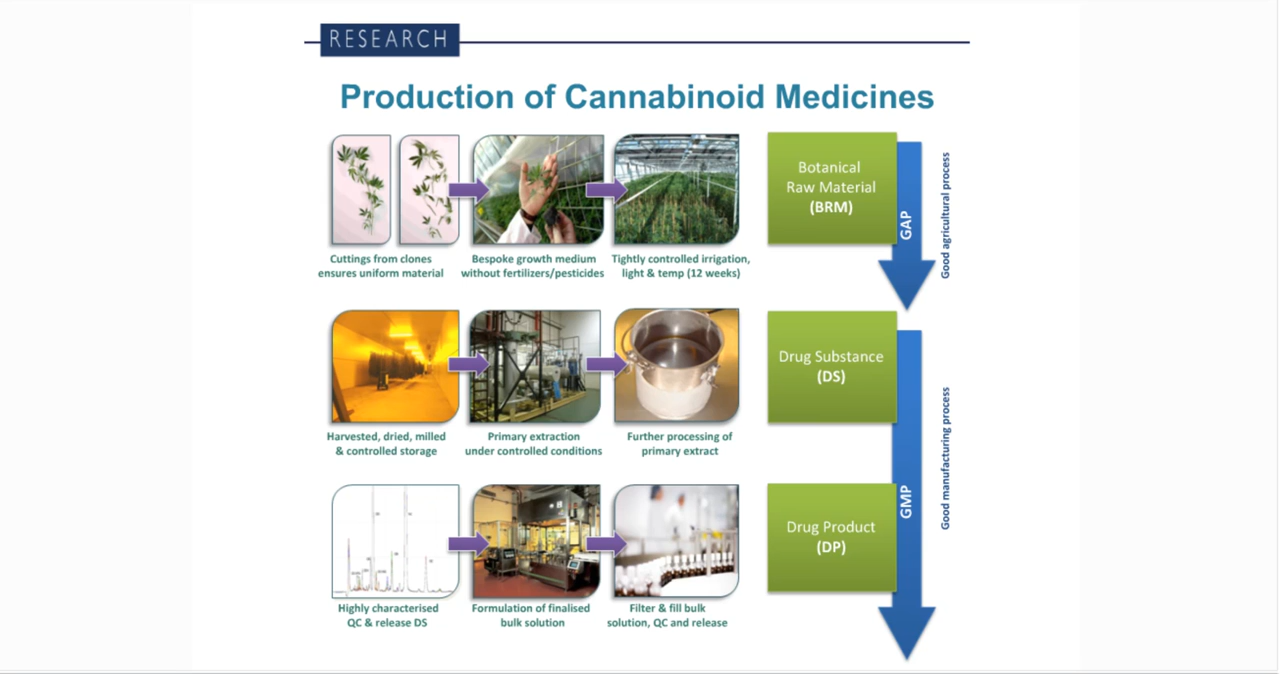 RESEARCH
Production of Cannabinoid Medicines
Cuttings from clones
ensures uniform material
Bespoke growth medium
without fertilizers/pesticides
Tightly controlled irrigation,
light & temp (12 weeks)
Botanical
Raw Material
(BRM)
GAP
Good agricultural process
Harvested, dried, milled
& controlled storage
Primary extraction
under controlled conditions
Further processing of
primary extract
Drug Substance
(DS)
Highly characterised
QC & release DS
Formulation of finalised
bulk solution
Filter & fill bulk
solution, QC and release
Drug Product
(DP)
GMP
Good manufacturing process